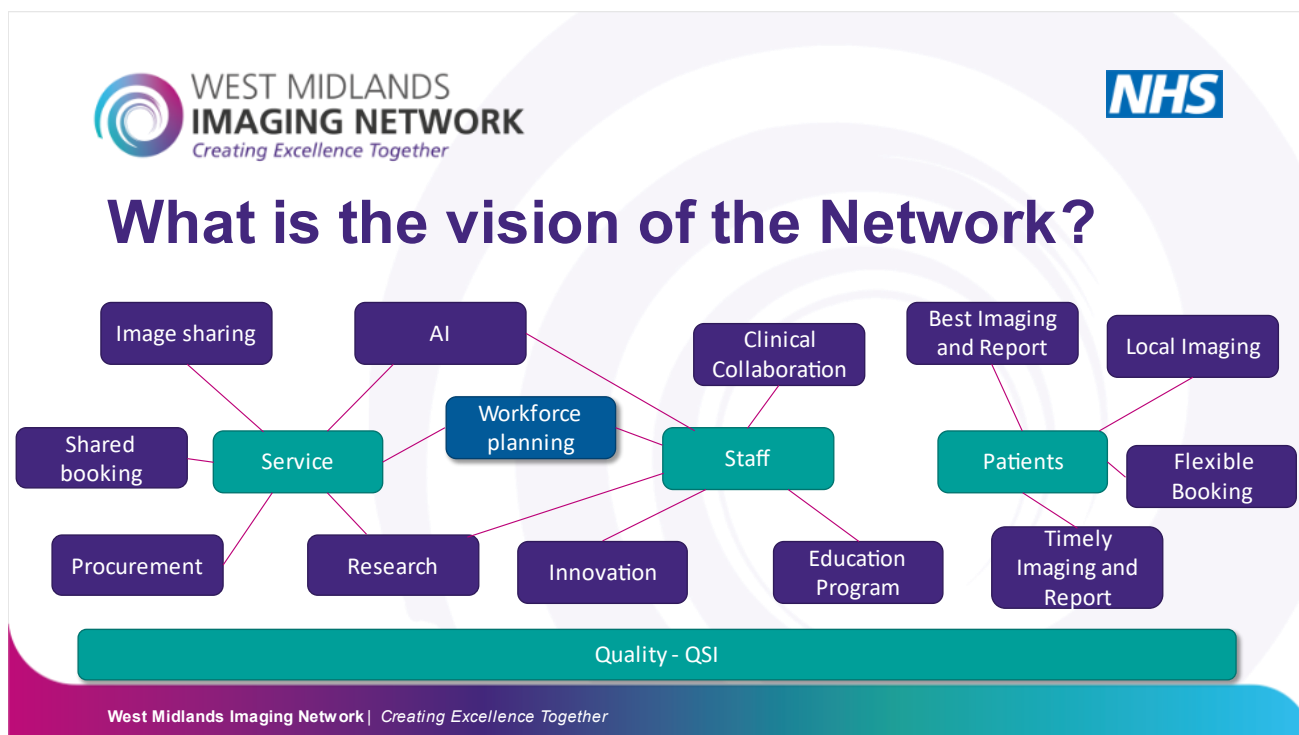 WEST MIDLANDS
IMAGING NETWORK
Creating Excellence Together
NHS
What is the vision of the Network?
Image sharing
AI
Clinical
Collaboration
Best Imaging
and Report
Local Imaging
Workforce
planning
Shared
booking
Service
Staff
Patients
Flexible
Booking
Procurement
Research
Innovation
Education
Program
Timely
Imaging and
Report
Quality - QSI
West Midlands Imaging Network | Creating Excellence Together